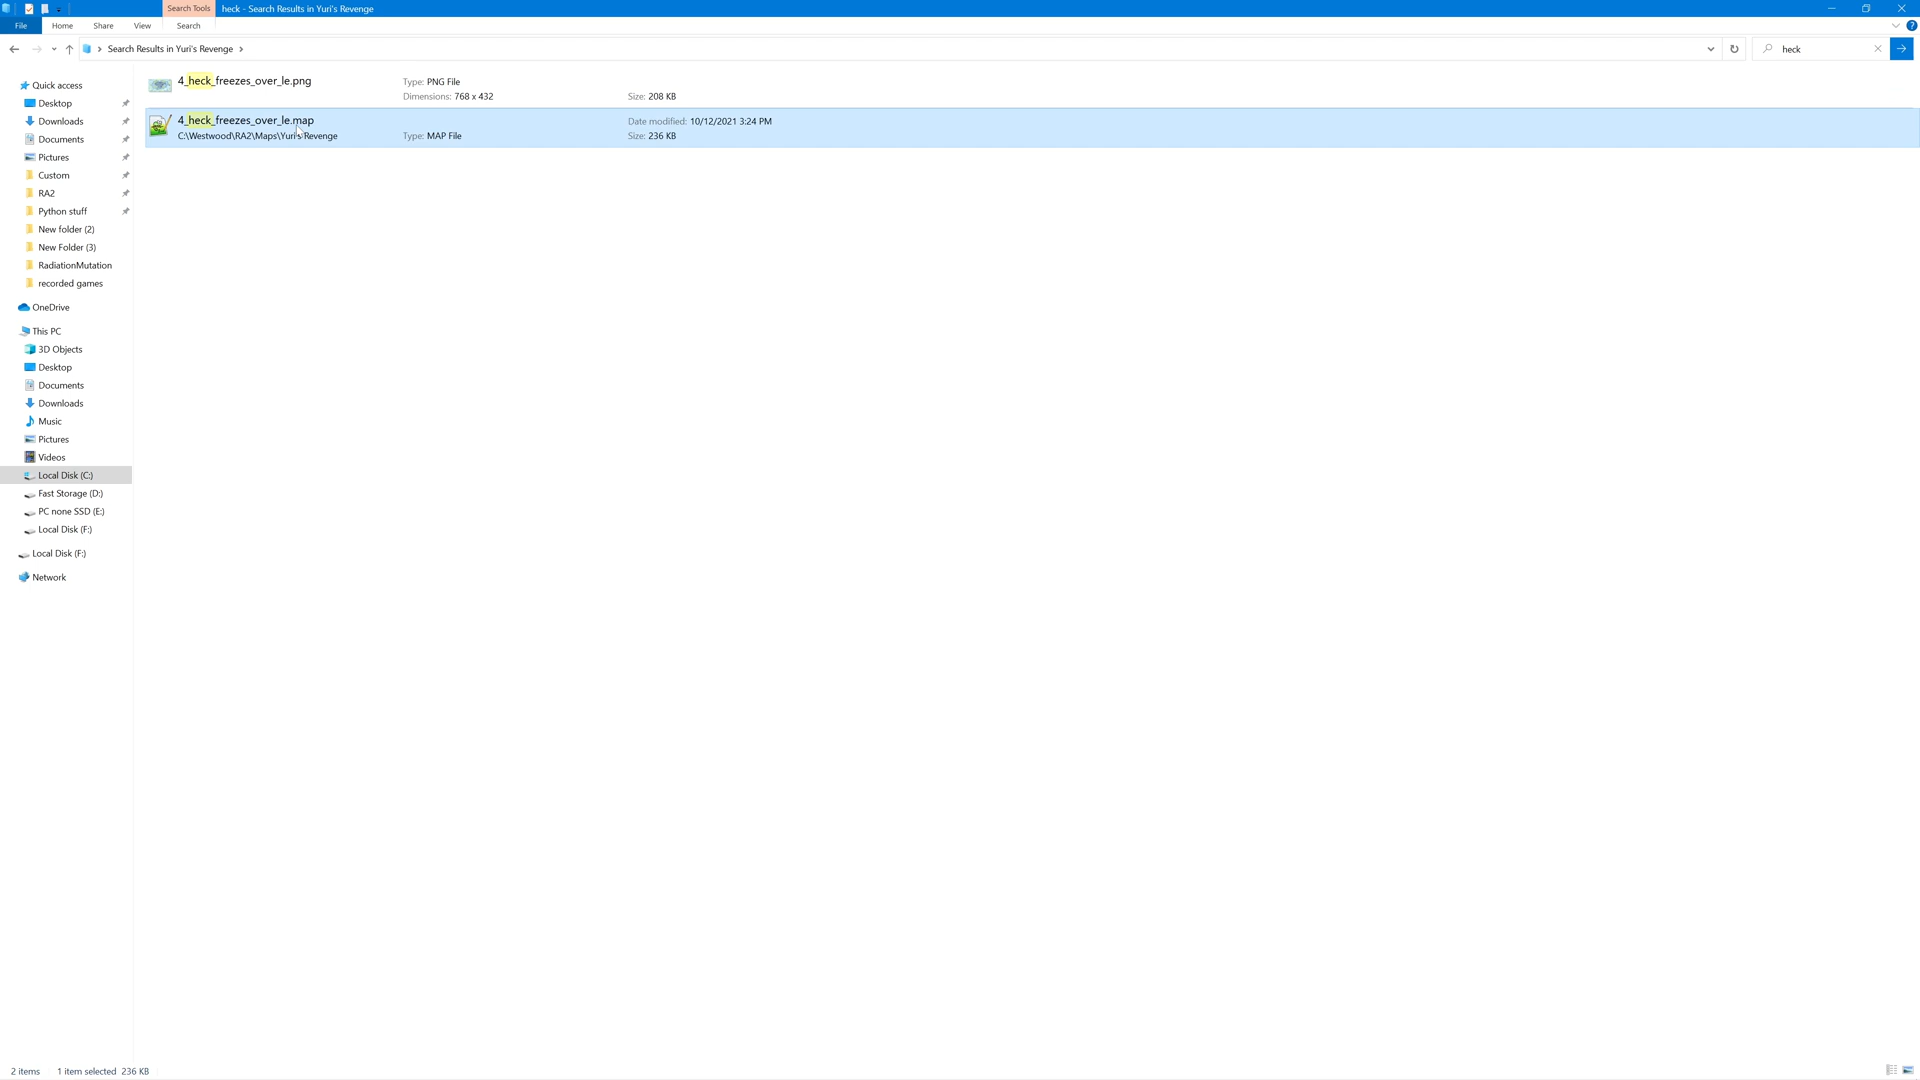 Search Tools
heck - Search Results in Yuri's Revenge
File
Home
Share
View
Search
Search Results in Yuri's Revenge
heck
Quick access
Desktop
Downloads
Documents
Pictures
Custom
RA2
Python stuff
New folder (2)
New Folder (3)
RadiationMutation
recorded games
OneDrive
This PC
3D Objects
Desktop
Documents
Downloads
Music
Pictures
Videos
Local Disk (C:)
Fast Storage (D:)
PC none SSD (E:)
Local Disk (F:)
Local Disk (F:)
Network
4_heck_freezes_over_le.png
Type: PNG File
Dimensions: 768 x 432
Size: 208 KB
4_heck_freezes_over_le.map
C:\Westwood\RA2\Maps\Yuri's Revenge
Type: MAP File
Date modified: 10/12/2021 3:24 PM
Size: 236 KB
2 items
1 item selected 236 KB